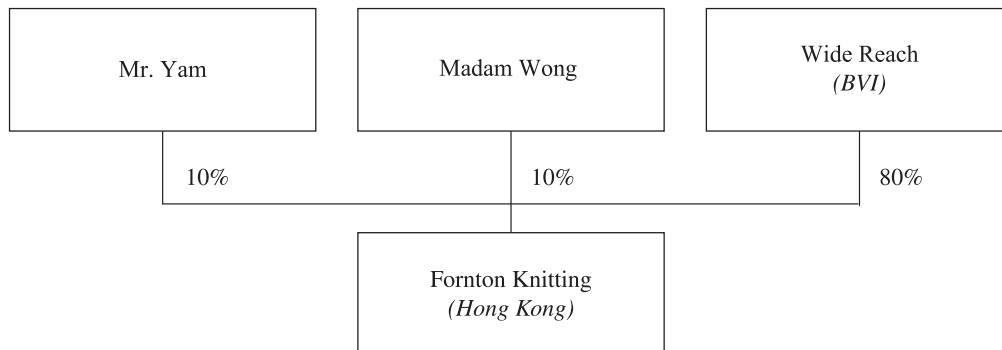 Mr. Yam
Madam Wong
Wide Reach
(BVI)
10%
10%
80%
Fornton Knitting
(Hong Kong)